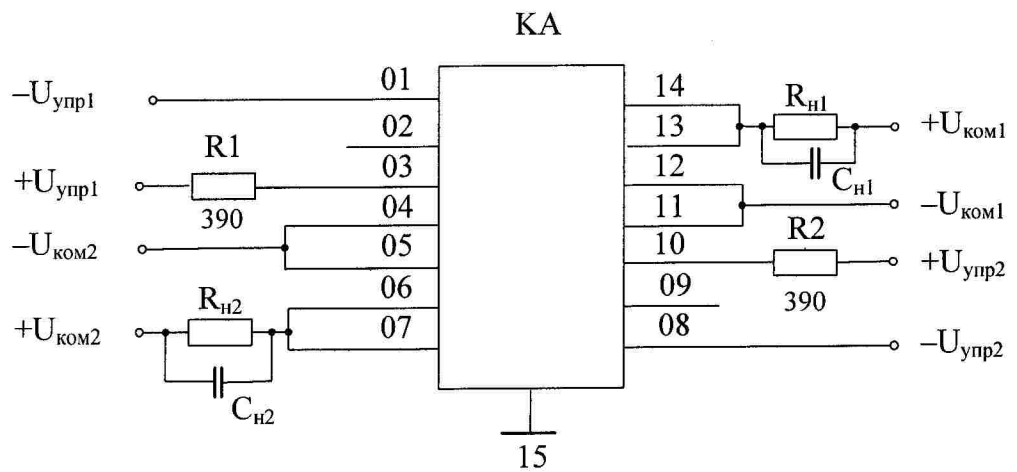 KA
−Uупр1
01
02
R1
+Uупр1
03
390
04
−Uком2
05
06
Rн2
+Uком2
07
Cн2
14
Rн1
13
+Uком1
12
Cн1
11
−Uком1
10
R2
+Uупр2
09
390
08
−Uупр2
15